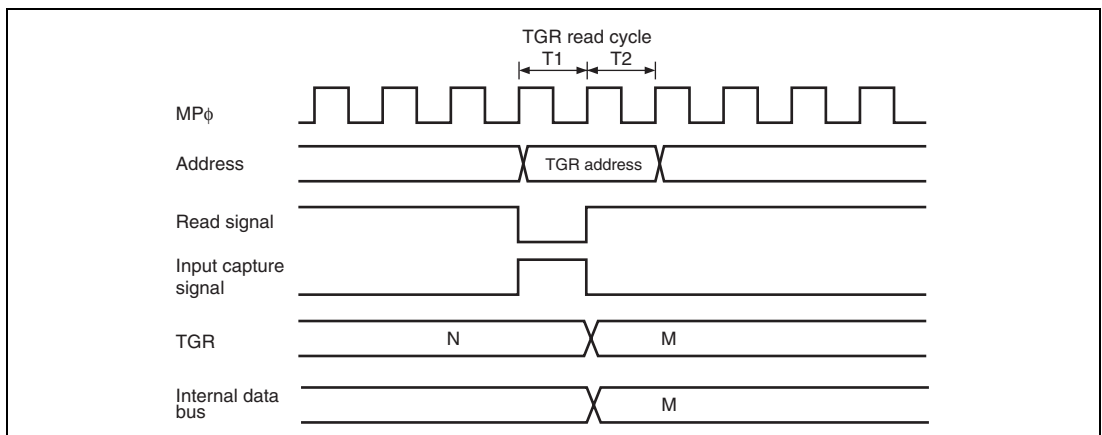 TGR read cycle
T1 T2
MPϕ
Address
TGR address
Read signal
Input capture
signal
TGR
N
M
Internal data
bus
M